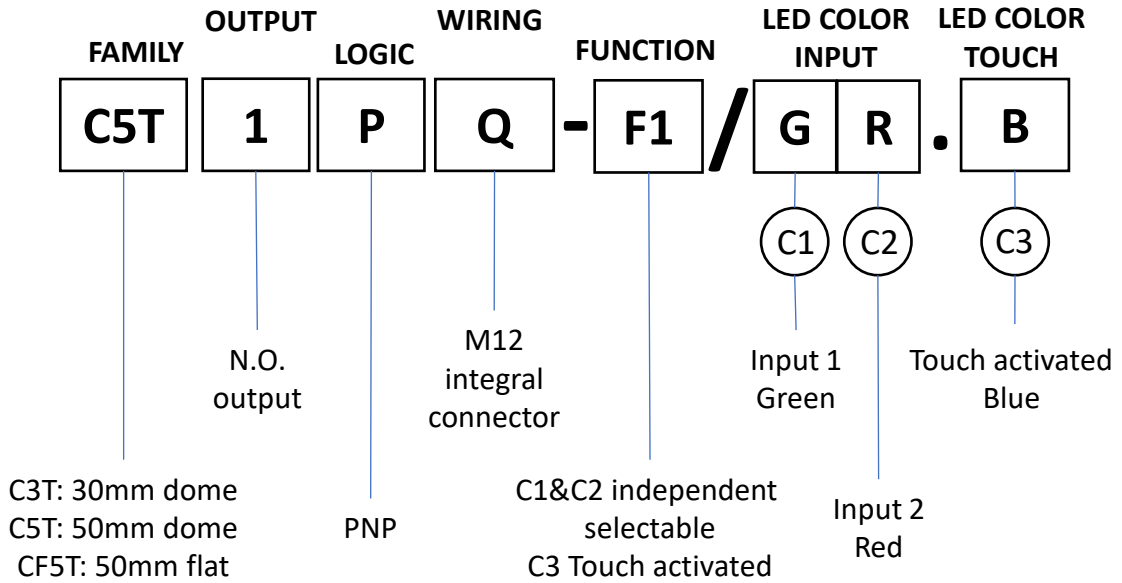 FAMILY
OUTPUT
LOGIC
WIRING
FUNCTION
LED COLOR
INPUT
LED COLOR
TOUCH
C5T 1 P Q - F1 / G R . B
C1 C2 C3
N.O.
output
M12
integral
connector
Input 1
Green
Touch activated
Blue
C3T: 30mm dome
C5T: 50mm dome
CF5T: 50mm flat
PNP
C1&C2 independent
selectable
C3 Touch activated
Input 2
Red